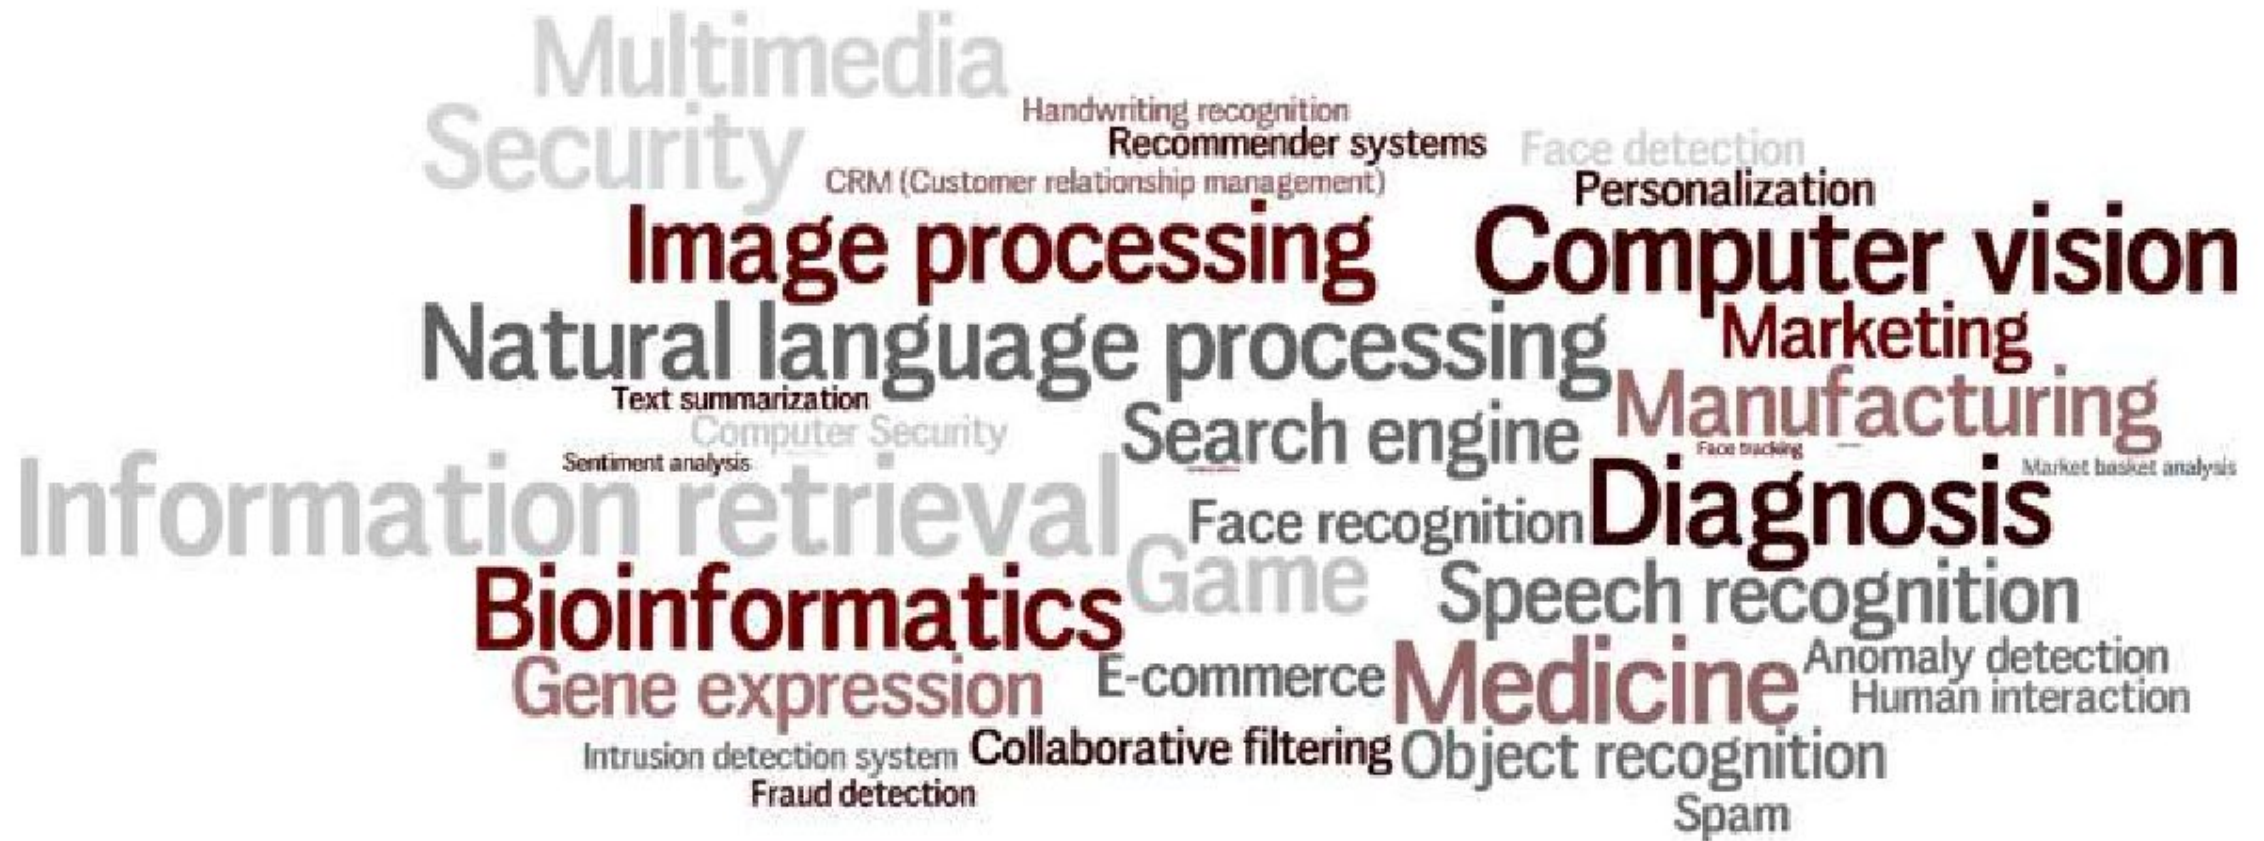 Multimedia
Security
Handwriting recognition
Recommender systems
Face detection
CRM (Customer relationship management)
Personalization
Image processing
Computer vision
Natural language processing
Marketing
Manufacturing
Text summarization
Computer Security
Search engine
Face tracking
Sentiment analysis
Market basket analysis
Information retrieval
Face recognition
Diagnosis
Game
Bioinformatics
Speech recognition
Gene expression
E-commerce
Medicine
Anomaly detection
Human interaction
Intrusion detection system
Collaborative filtering
Object recognition
Fraud detection
Spam